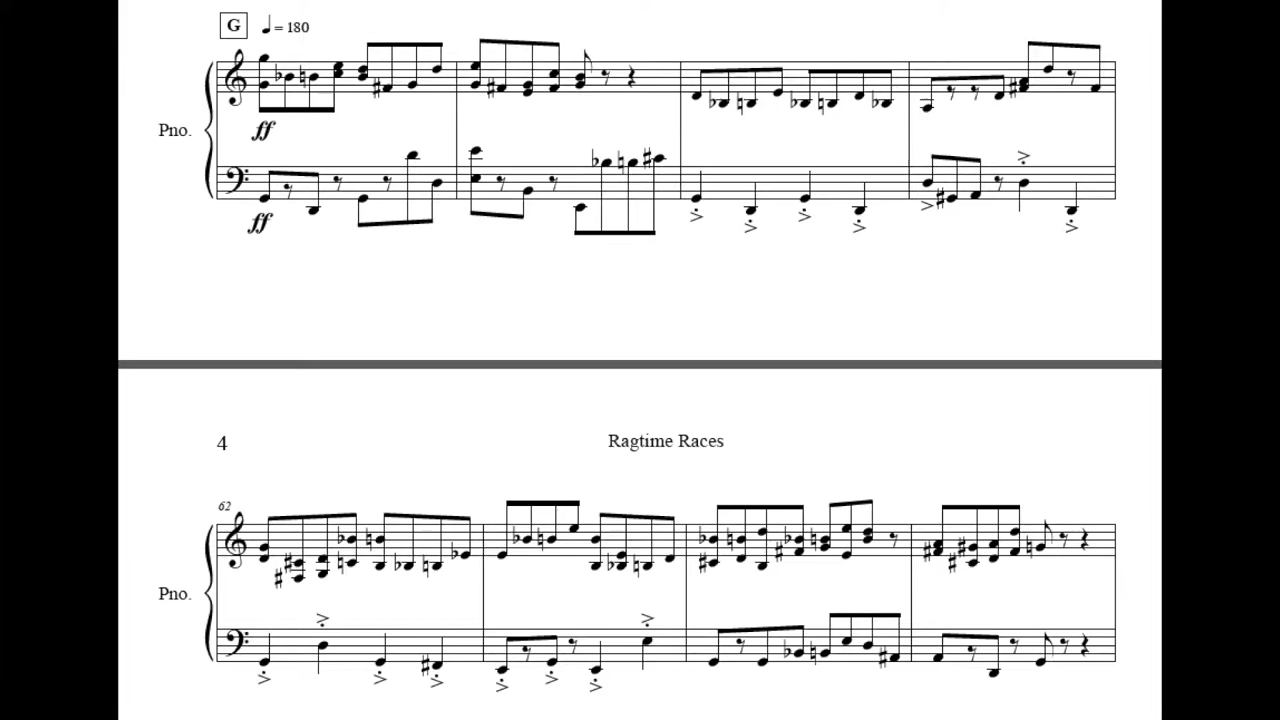 G ♩ = 180
Pno.
ff
ff
4
Ragtime Races
62
Pno.